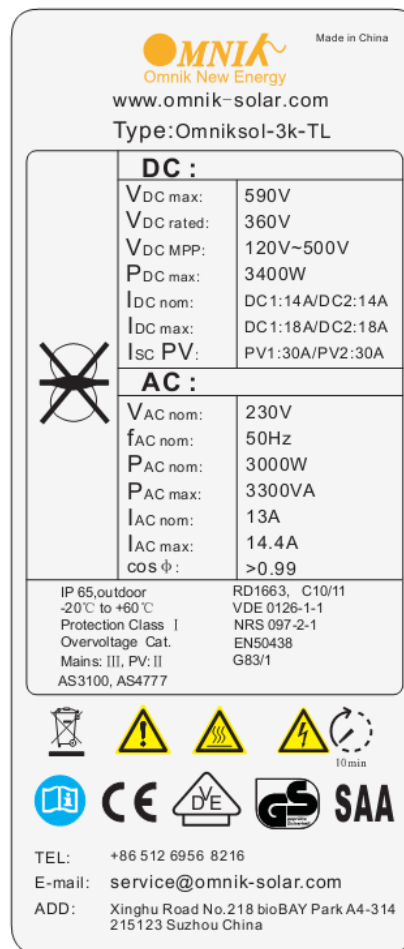 Made in China
OMNIK
Omnik New Energy
www.omnik-solar.com
Type:Omniksol-3k-TL
DC :
VDC max: 590V
VDC rated: 360V
VDC MPP: 120V~500V
PDC max: 3400W
IDC nom: DC1:14A/DC2:14A
IDC max: DC1:18A/DC2:18A
ISC PV: PV1:30A/PV2:30A
AC :
VAC nom: 230V
fAC nom: 50Hz
PAC nom: 3000W
PAC max: 3300VA
IAC nom: 13A
IAC max: 14.4A
cos Φ: >0.99
IP 65,outdoor
-20℃ to +60℃
Protection Class Ⅰ
Overvoltage Cat.
Mains: Ⅲ, PV: Ⅱ
AS3100, AS4777
RD1663, C10/11
VDE 0126-1-1
NRS 097-2-1
EN50438
G83/1
10min
CE
DVE
GS
geprüfte
Sicherheit
SAA
TEL: +86 512 6956 8216
E-mail: service@omnik-solar.com
ADD: Xinghu Road No.218 bioBAY Park A4-314
215123 Suzhou China